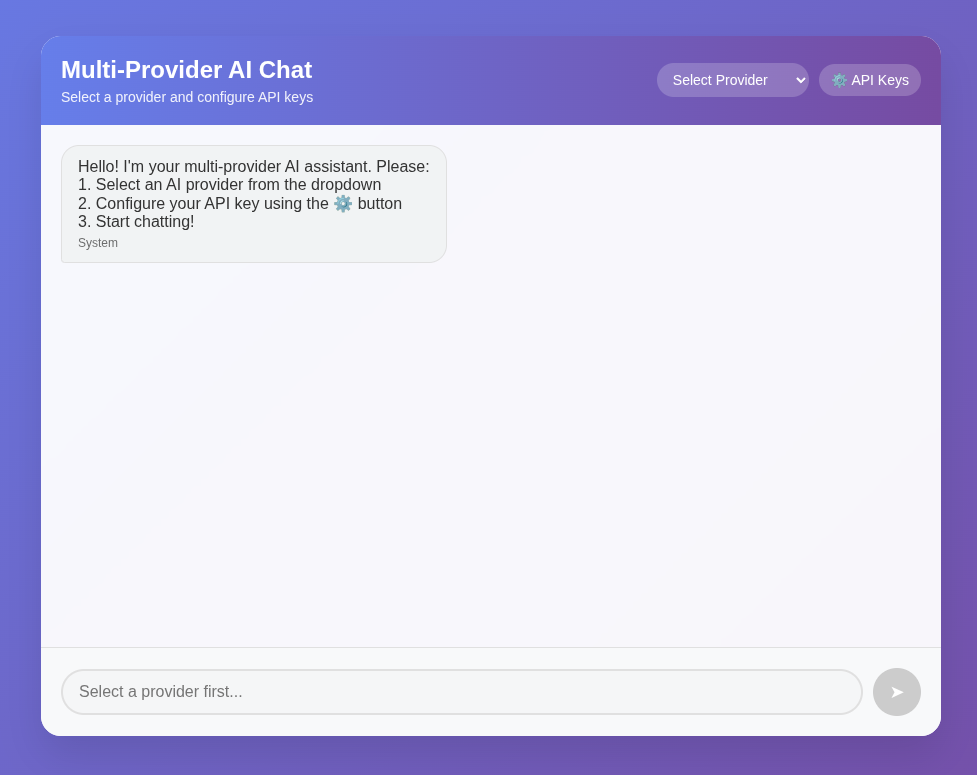 Multi-Provider AI Chat
Select a provider and configure API keys
Select Provider
⚙️ API Keys
Hello! I'm your multi-provider AI assistant. Please:
1. Select an AI provider from the dropdown
2. Configure your API key using the ⚙️ button
3. Start chatting!
System
Select a provider first...
➤